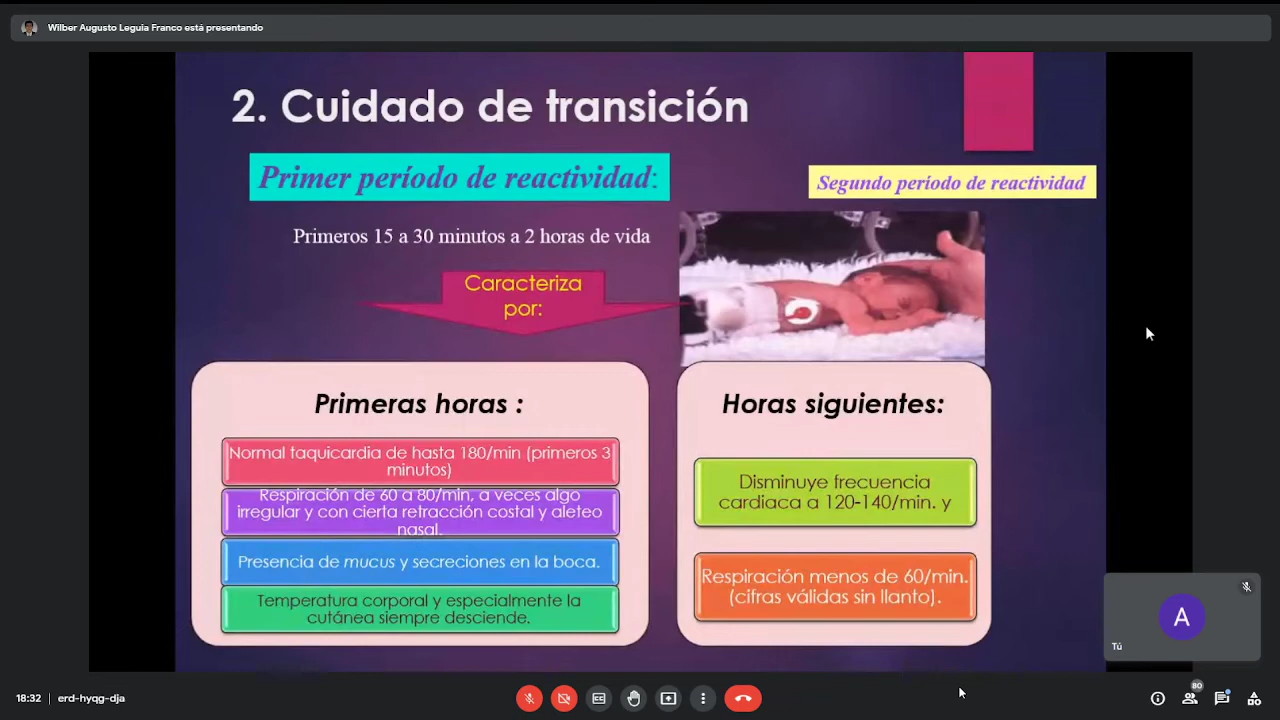 Wilber Augusto Leguia Franco está presentando
2. Cuidado de transición
Primer período de reactividad:
Segundo período de reactividad
Primeros 15 a 30 minutos a 2 horas de vida
Caracteriza
por:
Primeras horas :
Normal taquicardia de hasta 180/min (primeros 3
minutos)
Respiración de 60 a 80/min, a veces algo
irregular y con cierta retracción costal y aleteo
nasal.
Presencia de mucus y secreciones en la boca.
Temperatura corporal y especialmente la
cutánea siempre desciende.
Horas siguientes:
Disminuye frecuencia
cardiaca a 120-140/min. y
Respiración menos de 60/min.
(cifras válidas sin llanto).
A
Tú
18:32 | erd-hyqg-dja
80